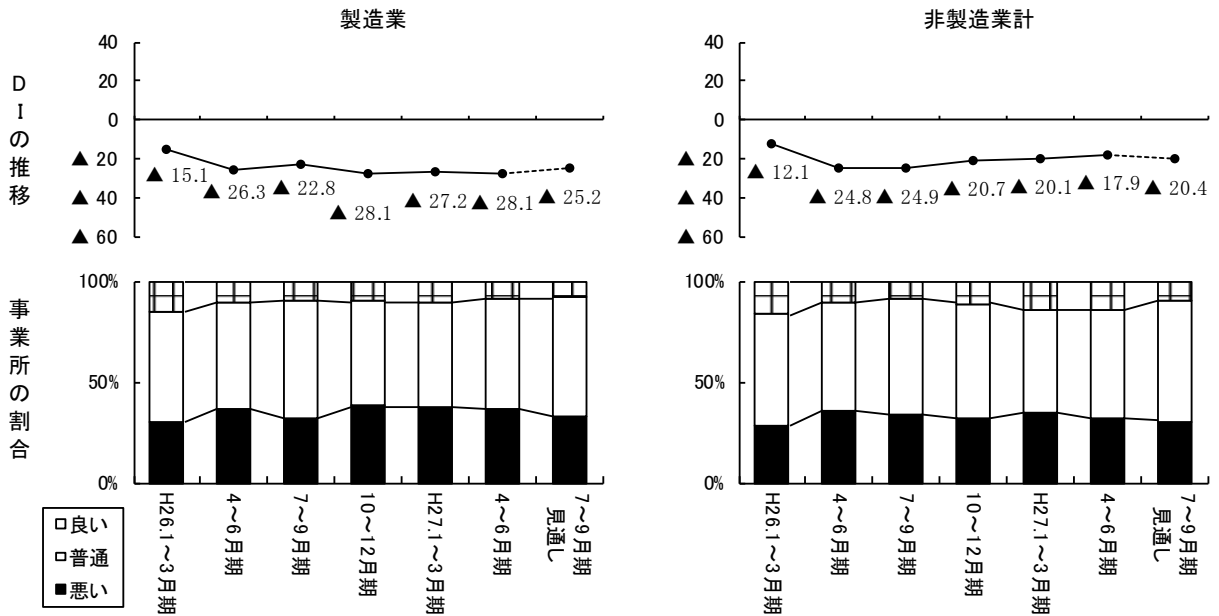 製造業
非製造業計
DIの推移
40
20
0
▲ 20
▲ 40
▲ 60
▲ 15.1
▲ 26.3
▲ 22.8
▲ 28.1
▲ 27.2
▲ 28.1
▲ 25.2
40
20
0
▲ 20
▲ 40
▲ 60
▲ 12.1
▲ 24.8
▲ 24.9
▲ 20.7
▲ 20.1
▲ 17.9
▲ 20.4
事業所の割合
100%
50%
0%
H26.1～3月期
4～6月期
7～9月期
10～12月期
H27.1～3月期
4～6月期
7～9月期
見通し
100%
50%
0%
H26.1～3月期
4～6月期
7～9月期
10～12月期
H27.1～3月期
4～6月期
7～9月期
見通し
良い
普通
悪い